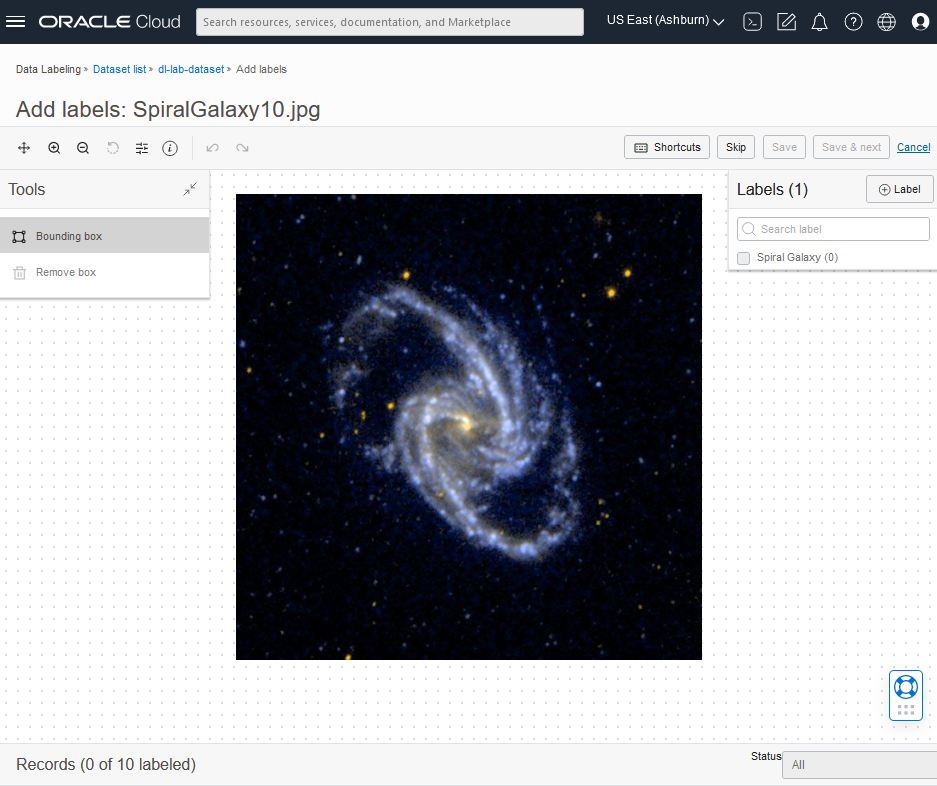 ORACLE Cloud
Search resources, services, documentation, and Marketplace
US East (Ashburn)
Data Labeling » Dataset list » dl-lab-dataset » Add labels
Add labels: SpiralGalaxy10.jpg
Shortcuts
Skip
Save
Save & next
Cancel
Tools
Bounding box
Remove box
Labels (1)
Label
Search label
Spiral Galaxy (0)
Records (0 of 10 labeled)
Status
All